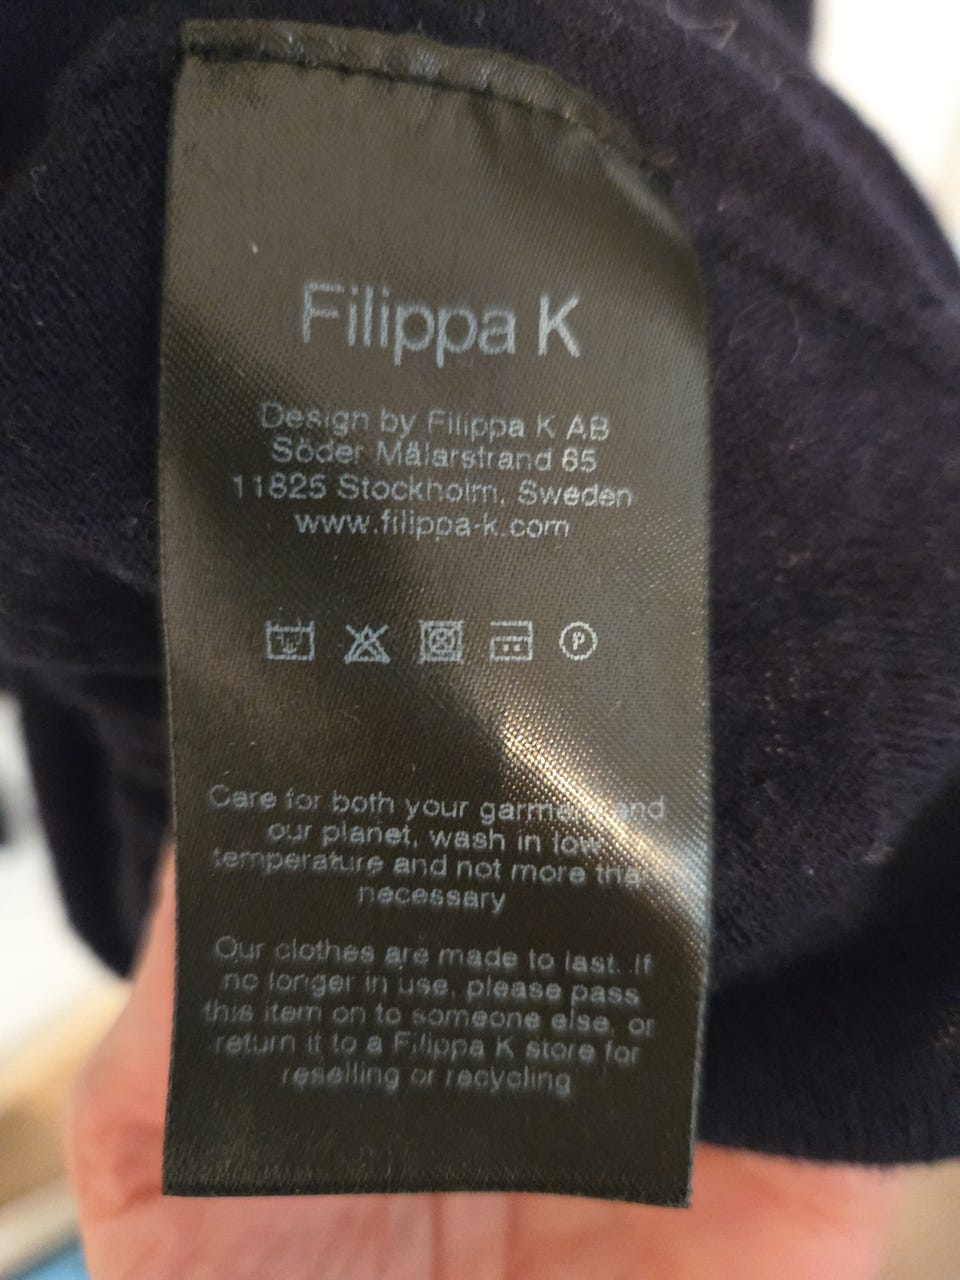 Filippa K
Design by Filippa K AB
Söder Mälarstrand 65
11825 Stockholm, Sweden
www.filippa-k.com
P
Care for both your garment and
our planet, wash in low
temperature and not more than
necessary
Our clothes are made to last. If
no longer in use, please pass
this item on to someone else, or
return it to a Filippa K store for
reselling or recycling